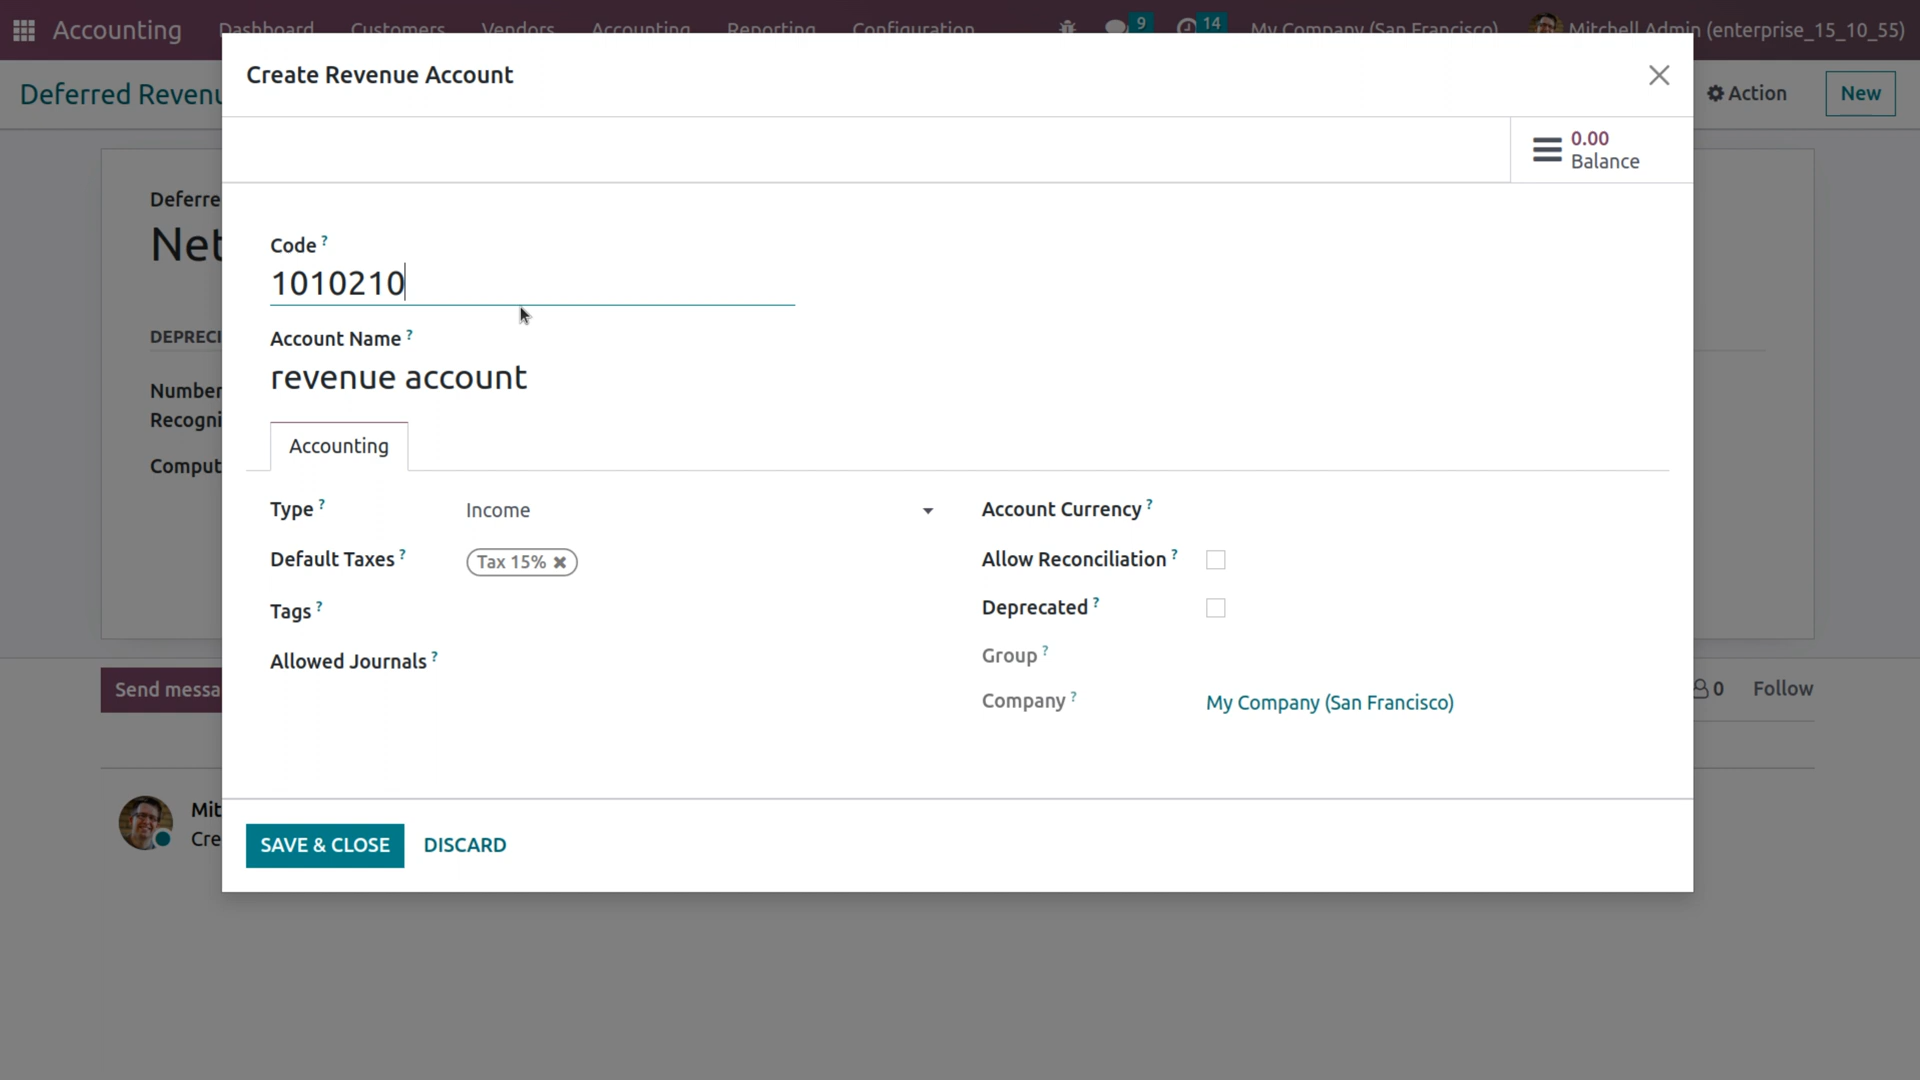 Accounting Dashboard Customers Vendors Accounting Reporting Configuration 9 14 My Company (San Francisco) Mitchell Admin (enterprise_15_10_55)
Deferred Revenu
Action New
Create Revenue Account
0.00
Balance
Deferre
Net
DEPRECI
Number
Recogni
Comput
Code ?
1010210
Account Name ?
revenue account
Accounting
Type ? Income
Default Taxes ? Tax 15%
Tags ?
Allowed Journals ?
Account Currency ?
Allow Reconciliation ?
Deprecated ?
Group ?
Company ? My Company (San Francisco)
Send messa
0 Follow
Mit
Cre
SAVE & CLOSE DISCARD